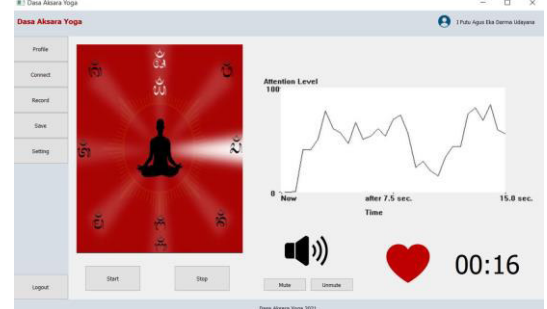 Dasa Aksara Yoga
Dasa Aksara Yoga
I Putu Agus Eka Darma Udayana
Profile
Connect
Record
Save
Setting
Logout
Start
Stop
Attention Level
100
0
Now
after 7.5 sec.
15.0 sec.
Time
Mute
Unmute
00:16
Dasa Aksara Yoga 2021